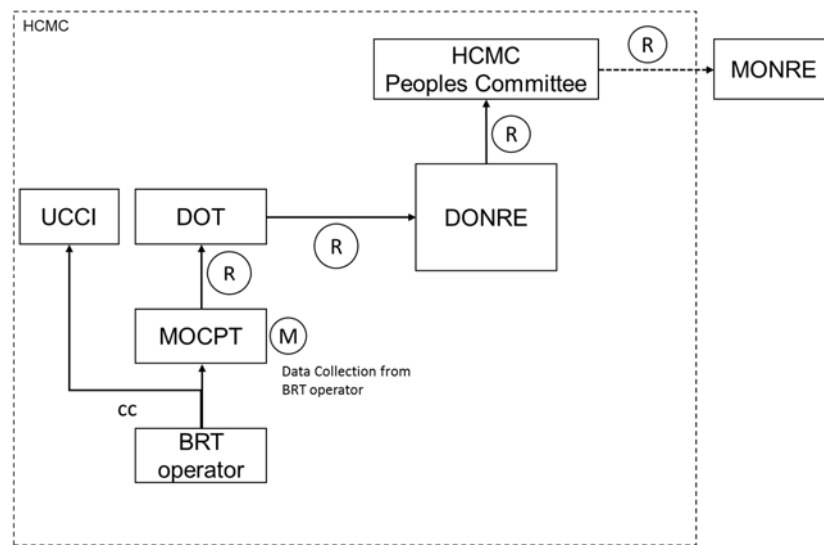 HCMC
HCMC
Peoples Committee
R
MONRE
R
UCCI
DOT
DONRE
R
R
MOCPT
M
Data Collection from
BRT operator
cc
BRT
operator